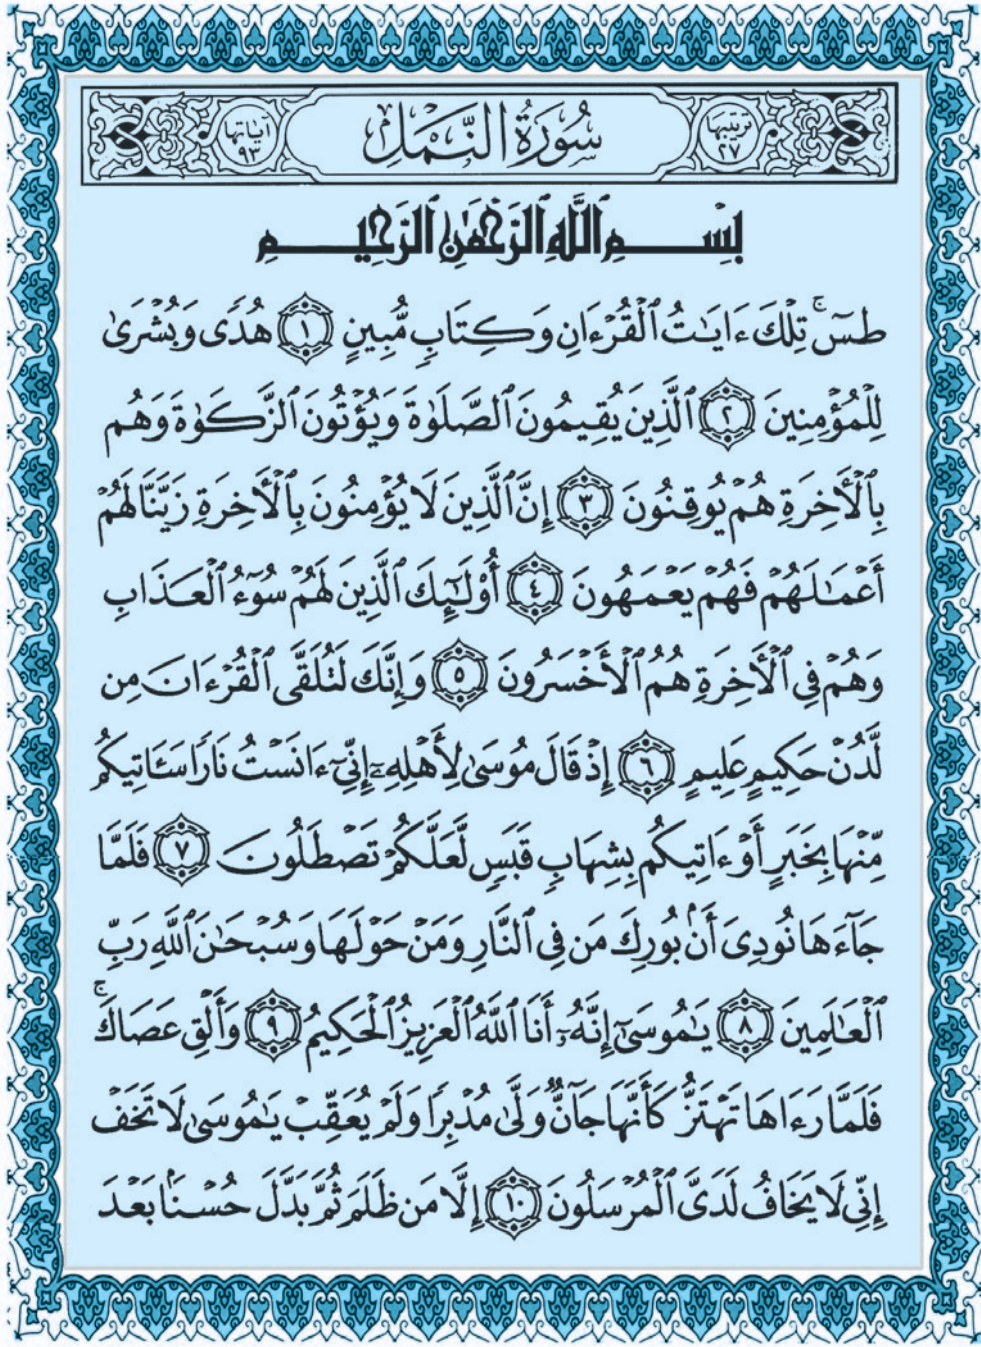 ترتيبها ٢٧ سُورَةُ النَّمْلِ آياتها ٩٣
بِسْمِ ٱللَّهِ ٱلرَّحْمَٰنِ ٱلرَّحِيمِ
طسٓۚ تِلْكَ ءَايَٰتُ ٱلْقُرْءَانِ وَكِتَابٍ مُّبِينٍ ١ هُدًى وَبُشْرَىٰ
لِلْمُؤْمِنِينَ ٢ ٱلَّذِينَ يُقِيمُونَ ٱلصَّلَوٰةَ وَيُؤْتُونَ ٱلزَّكَوٰةَ وَهُم
بِٱلْأَخِرَةِ هُمْ يُوقِنُونَ ٣ إِنَّ ٱلَّذِينَ لَا يُؤْمِنُونَ بِٱلْأَخِرَةِ زَيَّنَّا لَهُمْ
أَعْمَٰلَهُمْ فَهُمْ يَعْمَهُونَ ٤ أُو۟لَٰٓئِكَ ٱلَّذِينَ لَهُمْ سُوٓءُ ٱلْعَذَابِ
وَهُمْ فِى ٱلْأَخِرَةِ هُمُ ٱلْأَخْسَرُونَ ٥ وَإِنَّكَ لَتُلَقَّى ٱلْقُرْءَانَ مِن
لَّدُنْ حَكِيمٍ عَلِيمٍ ٦ إِذْ قَالَ مُوسَىٰ لِأَهْلِهِۦٓ إِنِّىٓ ءَانَسْتُ نَارًا سَـَٔاتِيكُم
مِّنْهَا بِخَبَرٍ أَوْ ءَاتِيكُم بِشِهَابٍ قَبَسٍ لَّعَلَّكُمْ تَصْطَلُونَ ٧ فَلَمَّا
جَآءَهَا نُودِىَ أَنۢ بُورِكَ مَن فِى ٱلنَّارِ وَمَنْ حَوْلَهَا وَسُبْحَٰنَ ٱللَّهِ رَبِّ
ٱلْعَٰلَمِينَ ٨ يَٰمُوسَىٰٓ إِنَّهُۥٓ أَنَا ٱللَّهُ ٱلْعَزِيزُ ٱلْحَكِيمُ ٩ وَأَلْقِ عَصَاكَۚ
فَلَمَّا رَءَاهَا تَهْتَزُّ كَأَنَّهَا جَآنٌّ وَلَّىٰ مُدْبِرًا وَلَمْ يُعَقِّبْ يَٰمُوسَىٰ لَا تَخَفْ
إِنِّى لَا يَخَافُ لَدَىَّ ٱلْمُرْسَلُونَ ١٠ إِلَّا مَن ظَلَمَ ثُمَّ بَدَّلَ حُسْنًۢا بَعْدَ